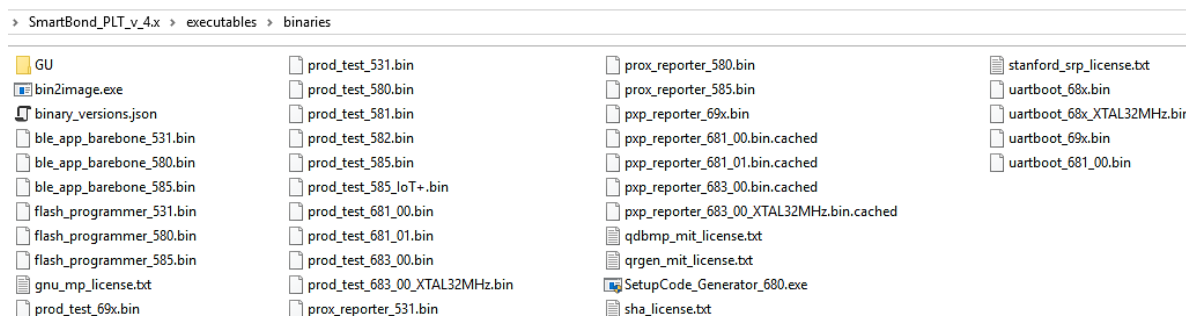 > SmartBond_PLT_v_4.x > executables > binaries
GU
bin2image.exe
binary_versions.json
ble_app_barebone_531.bin
ble_app_barebone_580.bin
ble_app_barebone_585.bin
flash_programmer_531.bin
flash_programmer_580.bin
flash_programmer_585.bin
gnu_mp_license.txt
prod_test_69x.bin
prod_test_531.bin
prod_test_580.bin
prod_test_581.bin
prod_test_582.bin
prod_test_585.bin
prod_test_585_IoT+.bin
prod_test_681_00.bin
prod_test_681_01.bin
prod_test_683_00.bin
prod_test_683_00_XTAL32MHz.bin
prox_reporter_531.bin
prox_reporter_580.bin
prox_reporter_585.bin
pxp_reporter_69x.bin
pxp_reporter_681_00.bin.cached
pxp_reporter_681_01.bin.cached
pxp_reporter_683_00.bin.cached
pxp_reporter_683_00_XTAL32MHz.bin.cached
qdbmp_mit_license.txt
qrgen_mit_license.txt
SetupCode_Generator_680.exe
sha_license.txt
stanford_srp_license.txt
uartboot_68x.bin
uartboot_68x_XTAL32MHz.bin
uartboot_69x.bin
uartboot_681_00.bin